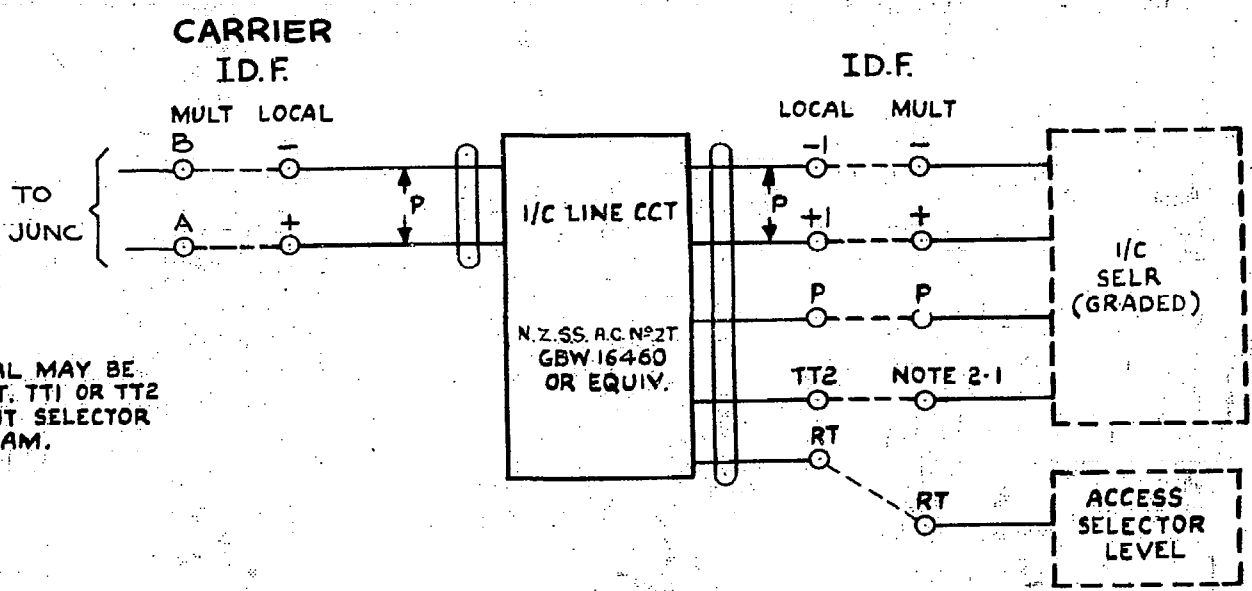 CARRIER
I.D.F.
MULT LOCAL
B -
A +
TO
JUNC
P
I/C LINE CCT
N.Z.S.S. A.C. Nº 2T
GBW 16460
OR EQUIV.
I.D.F.
LOCAL MULT
-1 -
P
+1 +
P P
TT2 NOTE 2·1
RT
RT
I/C
SELR
(GRADED)
ACCESS
SELECTOR
LEVEL
AL MAY BE
T. TT1 OR TT2
UT SELECTOR
AM.